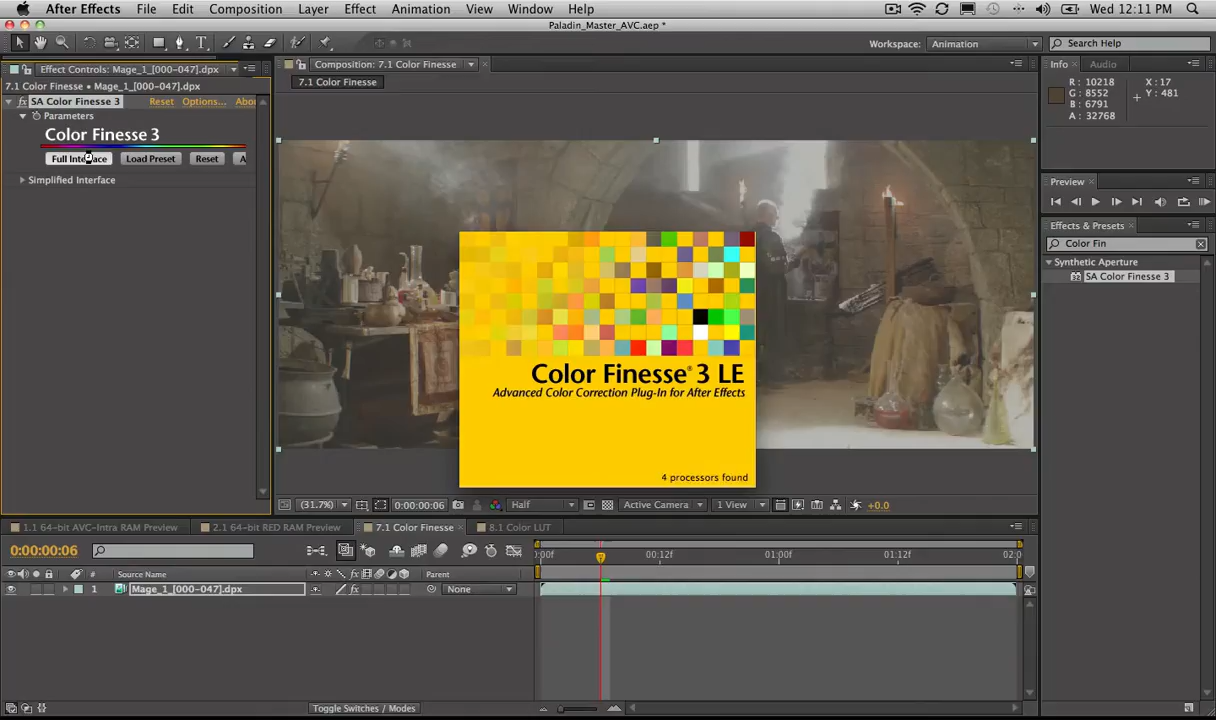 After Effects File Edit Composition Layer Effect Animation View Window Help Wed 12:11 PM
Paladin_Master_AVC.aep *
Workspace: Animation Search Help
Effect Controls: Mage_1_[000-047].dpx
7.1 Color Finesse • Mage_1_[000-047].dpx
fx SA Color Finesse 3 Reset Options... Abou
Parameters
Color Finesse 3
Full Interface Load Preset Reset A
Simplified Interface
Composition: 7.1 Color Finesse
7.1 Color Finesse
Color Finesse® 3 LE
Advanced Color Correction Plug-In for After Effects
4 processors found
(31.7%) 0:00:00:06 Half Active Camera 1 View +0.0
Info Audio
R : 10218 X : 17
G : 8552 Y : 481
B : 6791
A : 32768
Preview
Effects & Presets
Color Fin
Synthetic Aperture
SA Color Finesse 3
1.1 64-bit AVC-Intra RAM Preview 2.1 64-bit RED RAM Preview 7.1 Color Finesse 8.1 Color LUT
0:00:00:06 :00f 00:12f 01:00f 01:12f 02:0
# Source Name Parent
1 Mage_1_[000-047].dpx None
Toggle Switches / Modes